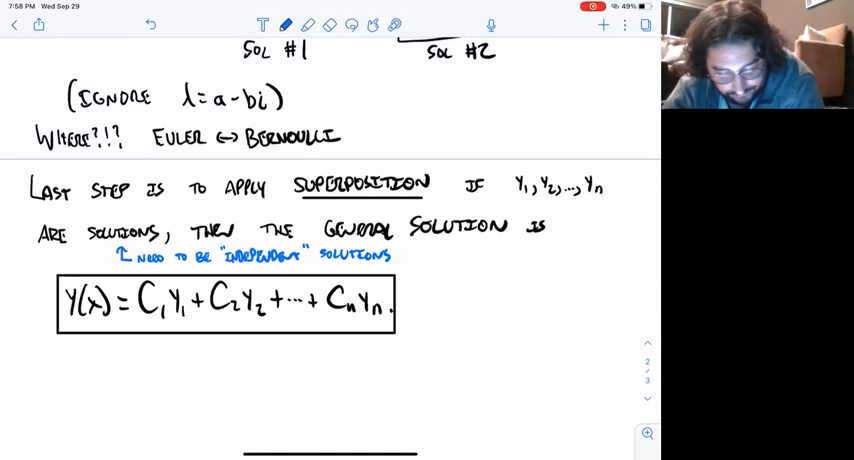 7:58 PM Wed Sep 29
49%
SOL #1
SOL #2
(IGNORE λ=a-bi)
WHERE?!? EULER ↔ BERNOULLI
LAST STEP IS TO APPLY SUPERPOSITION IF Y₁, Y₂, ..., Yₙ
ARE SOLUTIONS, THEN THE GENERAL SOLUTION IS
↑ NEED TO BE "INDEPENDENT" SOLUTIONS
Y(x) = C₁Y₁ + C₂Y₂ + ... + CₙYₙ.
2
/
3